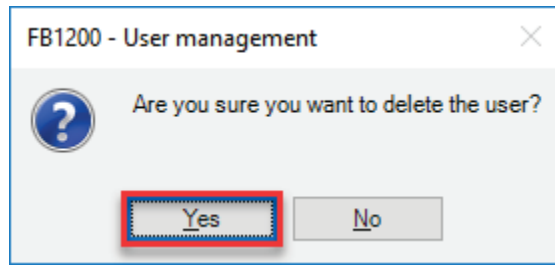 FB1200 - User management
Are you sure you want to delete the user?
Yes
No